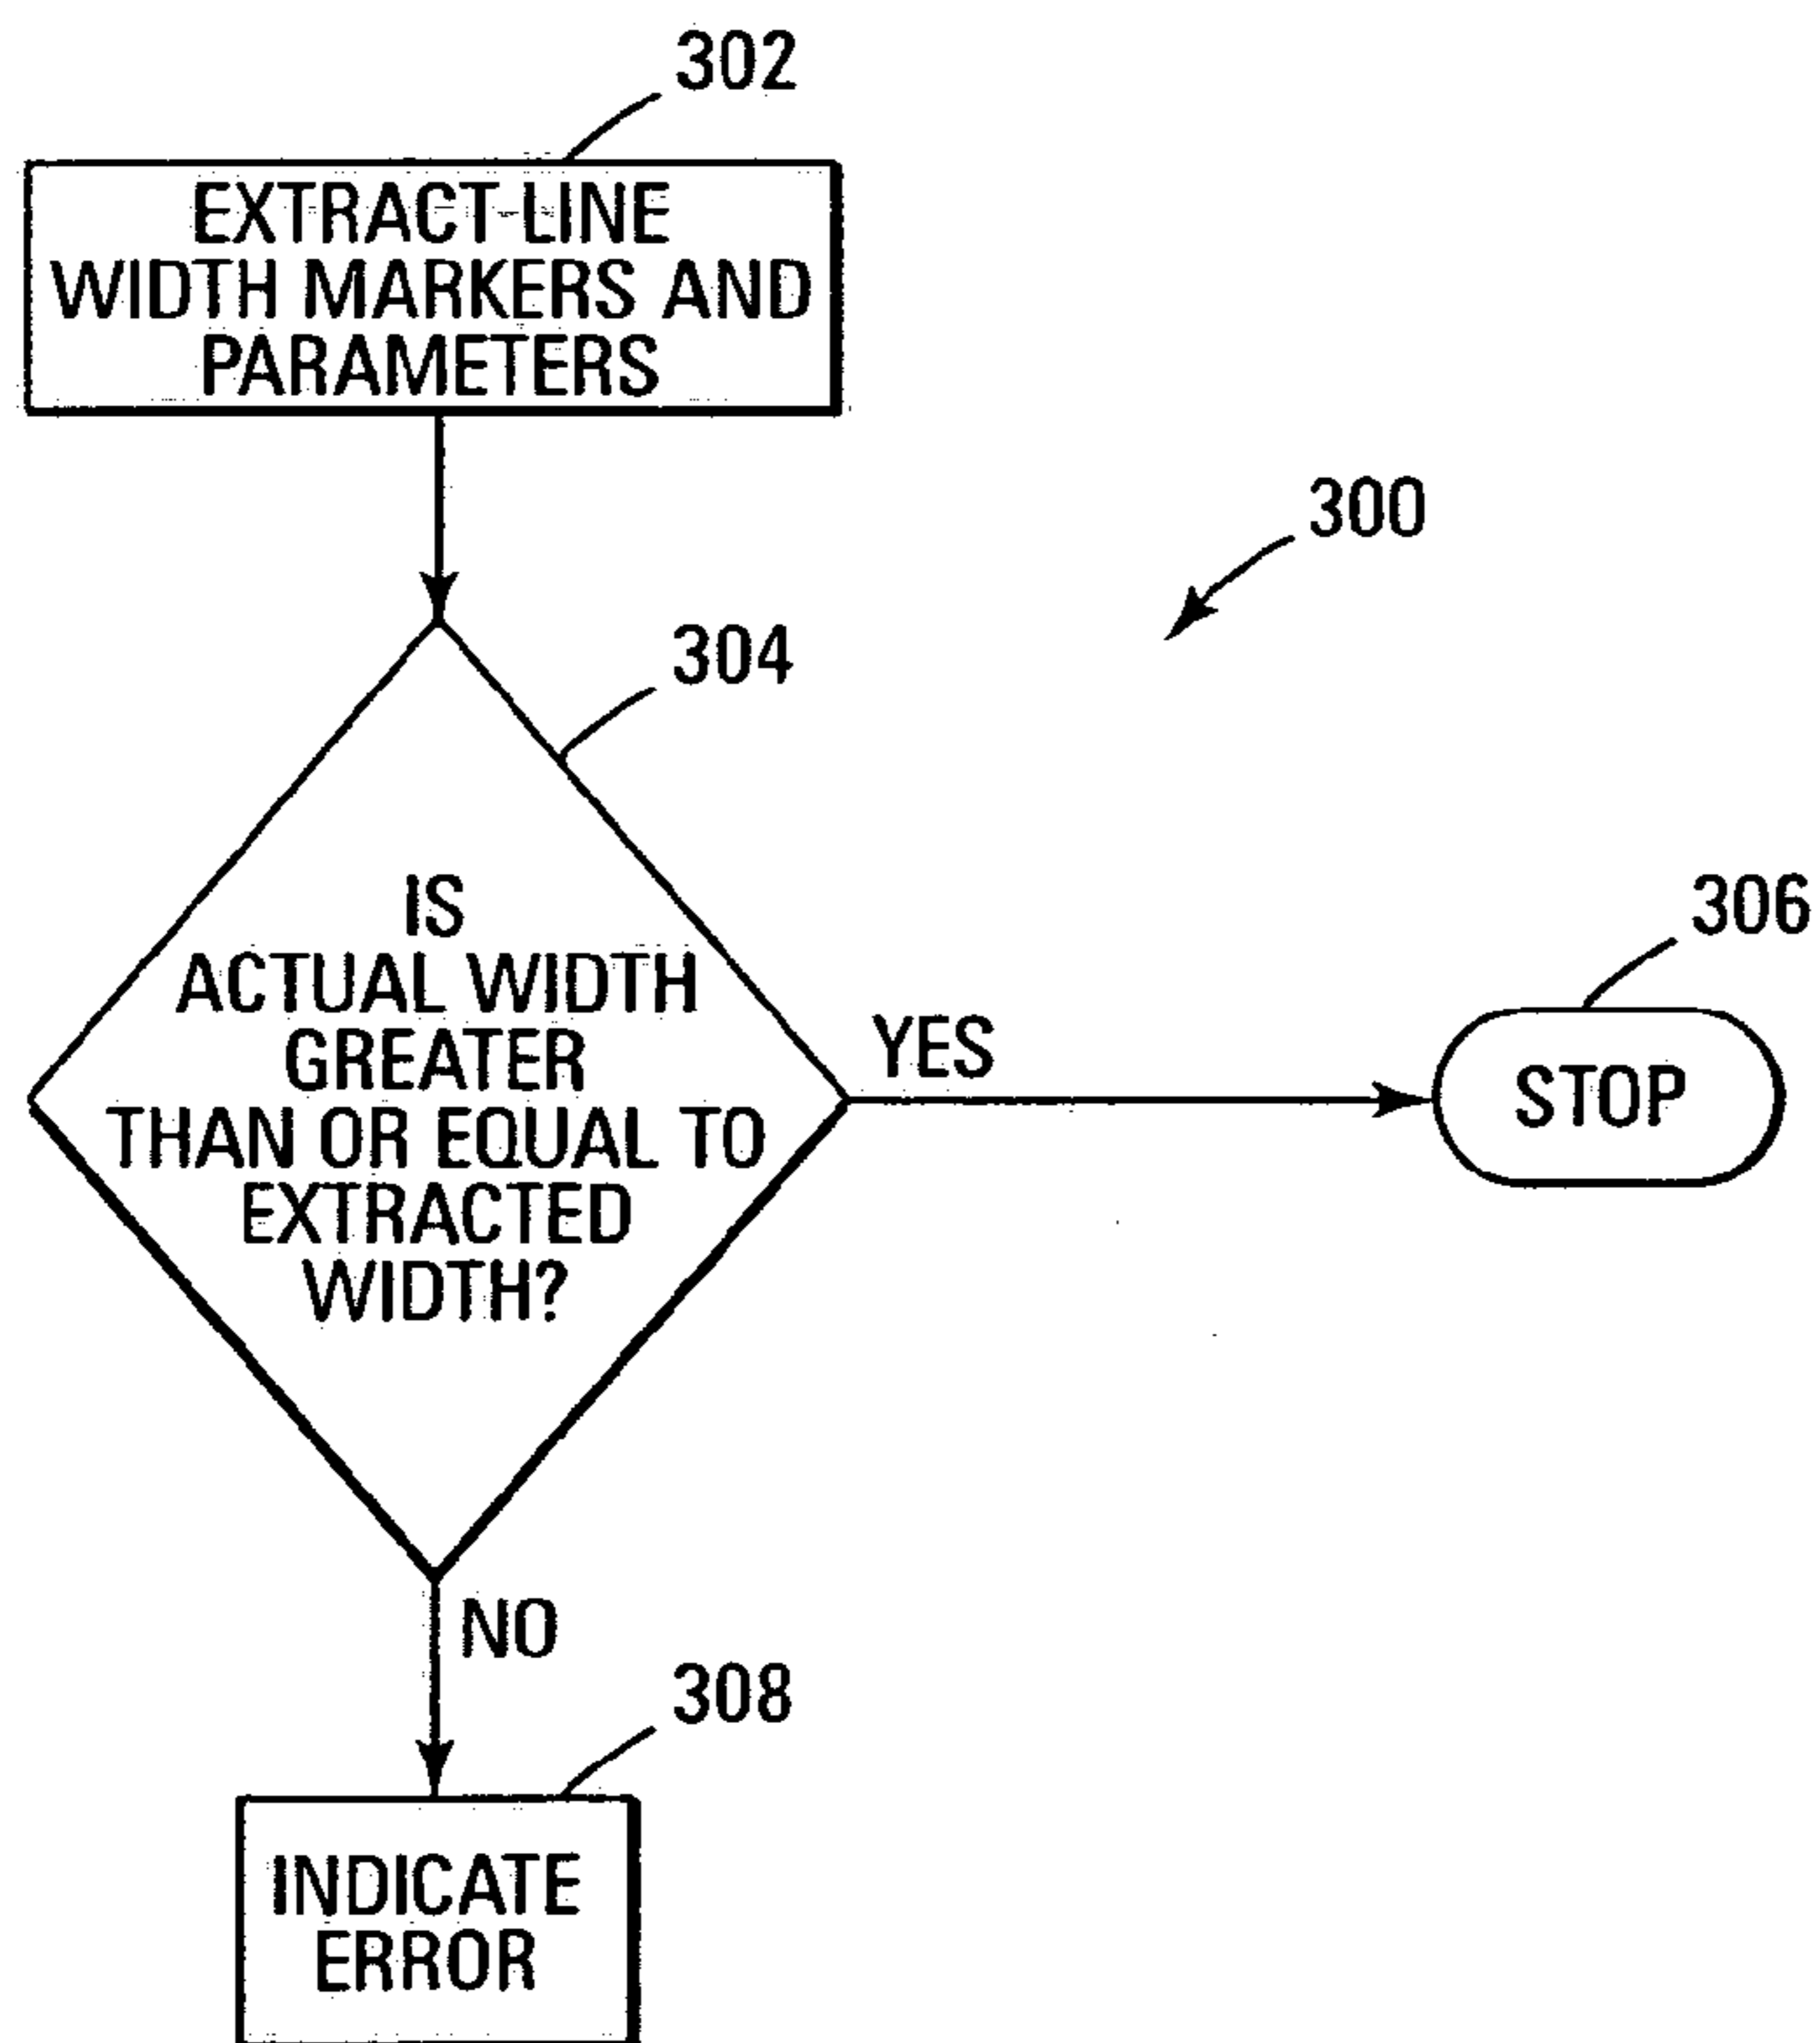 302
EXTRACT LINE
WIDTH MARKERS AND
PARAMETERS
300
304
IS
ACTUAL WIDTH
GREATER
THAN OR EQUAL TO
EXTRACTED
WIDTH?
YES
306
STOP
NO
308
INDICATE
ERROR